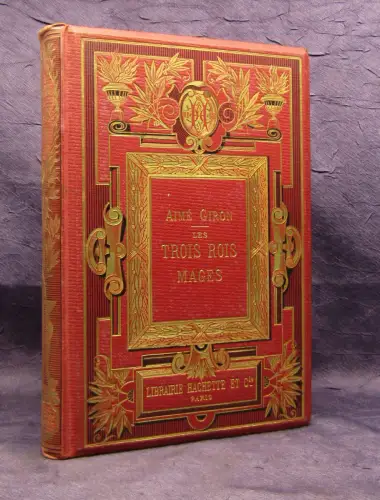 AIMÉ GIRON
LES
TROIS ROIS
MAGES
LIBRAIRIE HACHETTE ET Cie
PARIS